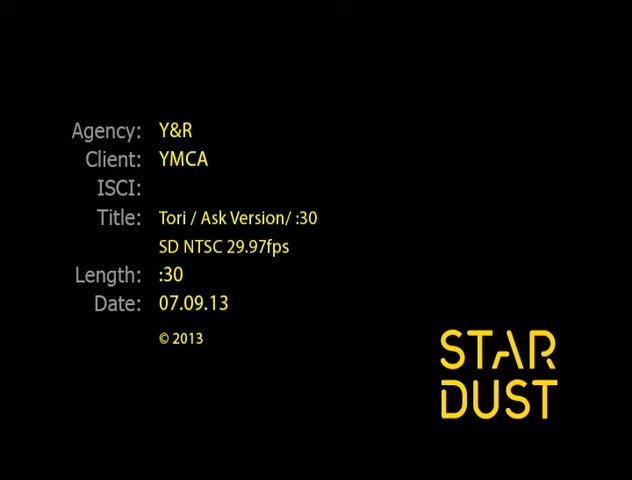 Agency: Y&R
Client: YMCA
ISCI:
Title: Tori / Ask Version/ :30
SD NTSC 29.97fps
Length: :30
Date: 07.09.13
© 2013
STAR
DUST